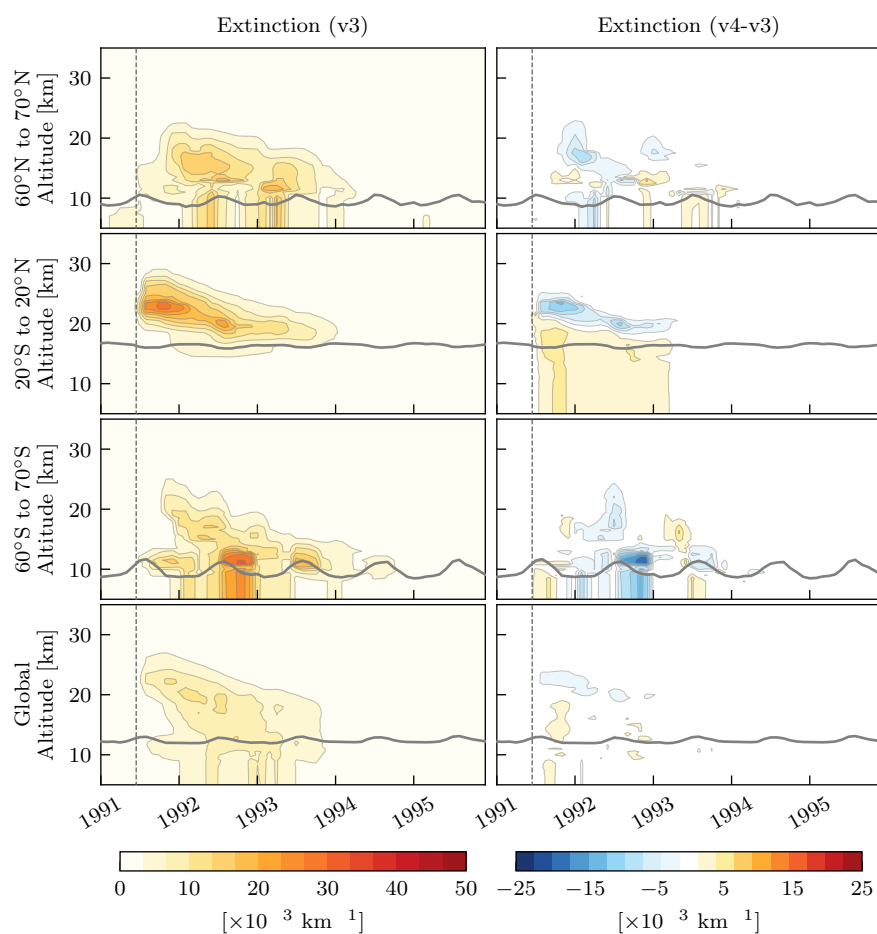 Extinction (v3)
Extinction (v4-v3)
60°N to 70°N
Altitude [km]
30
20
10
20°S to 20°N
Altitude [km]
30
20
10
60°S to 70°S
Altitude [km]
30
20
10
Global
Altitude [km]
30
20
10
1991
1992
1993
1994
1995
1991
1992
1993
1994
1995
0
10
20
30
40
50
−25
−15
−5
5
15
25
[×10 3 km 1]
[×10 3 km 1]